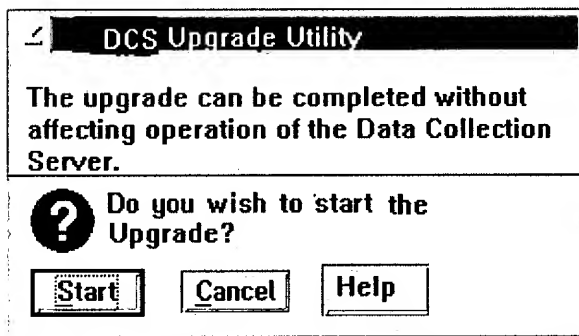 DCS Upgrade Utility
The upgrade can be completed without
affecting operation of the Data Collection
Server.
Do you wish to start the
Upgrade?
Start Cancel Help